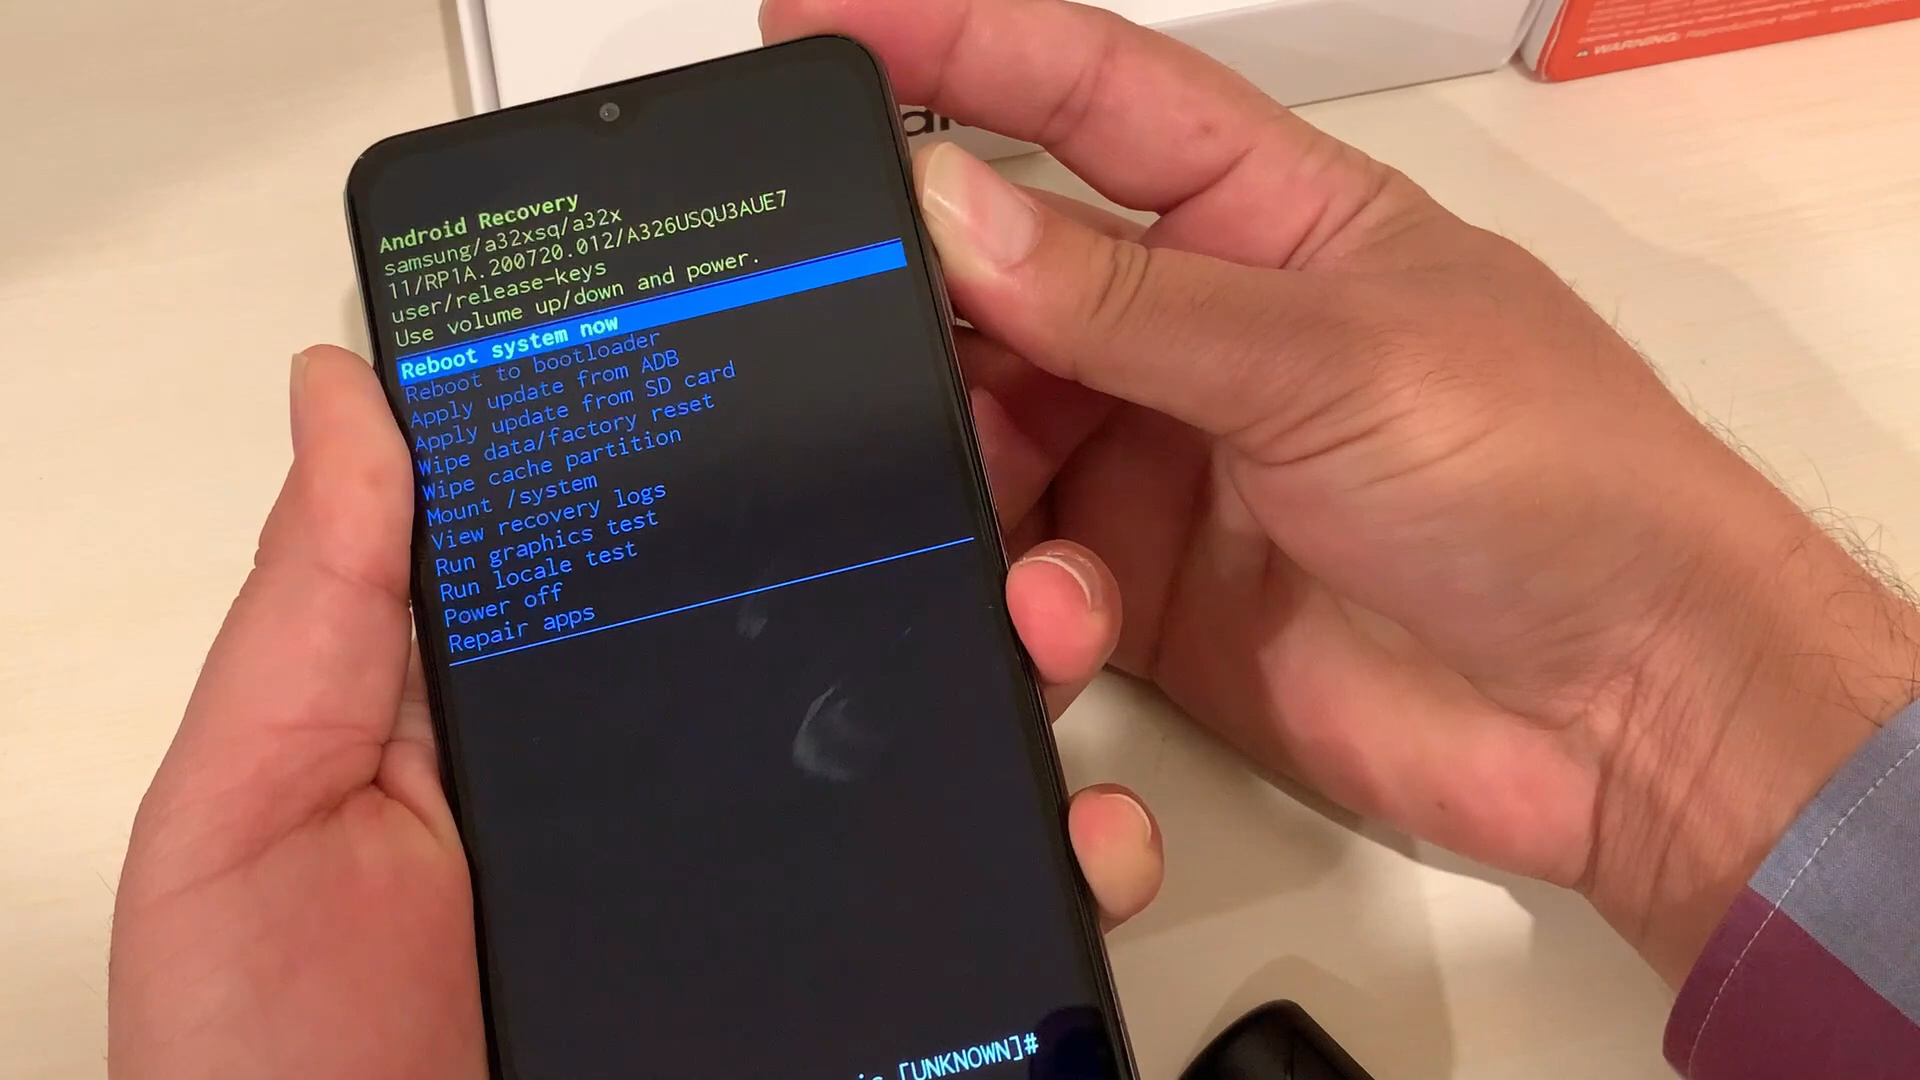 WARNING:
Android Recovery
samsung/a32xsq/a32x
11/RP1A.200720.012/A326USQU3AUE7
user/release-keys
Use volume up/down and power.
Reboot system now
Reboot to bootloader
Apply update from ADB
Apply update from SD card
Wipe data/factory reset
Wipe cache partition
Mount /system
View recovery logs
Run graphics test
Run locale test
Power off
Repair apps
[UNKNOWN]#